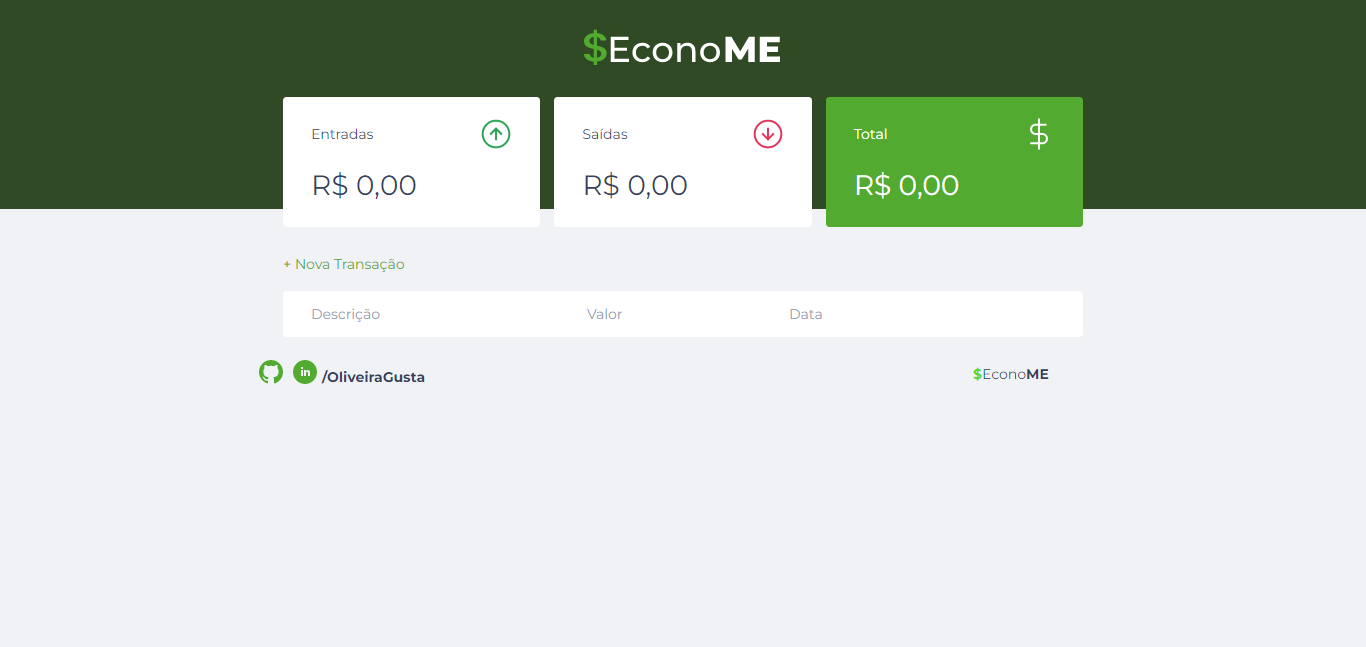 $EconoME
Entradas
R$ 0,00
Saídas
R$ 0,00
Total
$
R$ 0,00
+ Nova Transação
Descrição Valor Data
in /OliveiraGusta
$EconoME